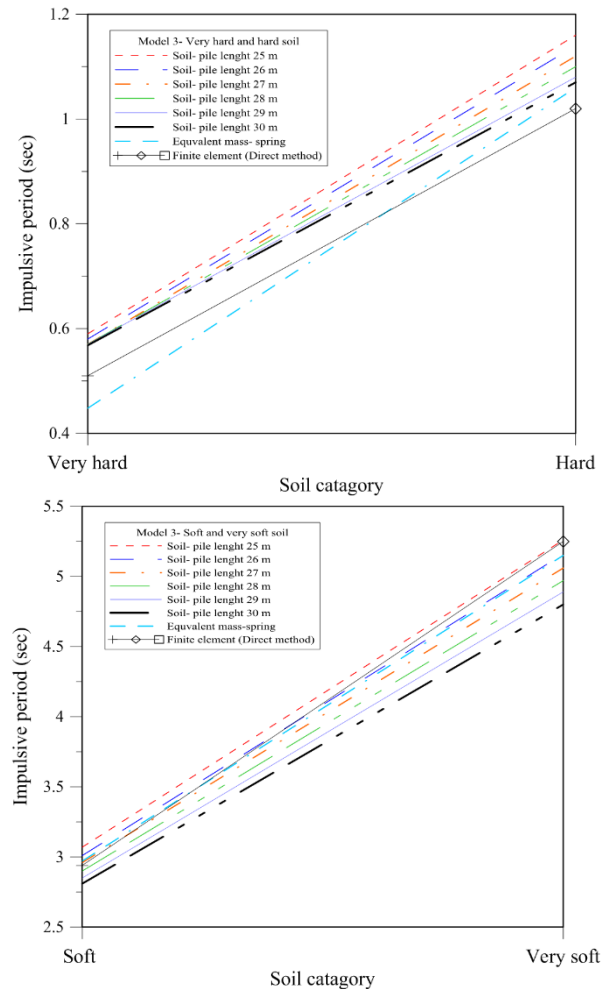 1.2
1
0.8
0.6
0.4
Impulsive period (sec)
Model 3- Very hard and hard soil
Soil- pile lenght 25 m
Soil- pile lenght 26 m
Soil- pile lenght 27 m
Soil- pile lenght 28 m
Soil- pile lenght 29 m
Soil- pile lenght 30 m
Equvalent mass- spring
Finite element (Direct method)
Very hard
Hard
Soil catagory
5.5
5
4.5
4
3.5
3
2.5
Impulsive period (sec)
Model 3- Soft and very soft soil
Soil- pile lenght 25 m
Soil- pile lenght 26 m
Soil- pile lenght 27 m
Soil- pile lenght 28 m
Soil- pile lenght 29 m
Soil- pile lenght 30 m
Equvalent mass-spring
Finite element (Direct method)
Soft
Very soft
Soil catagory